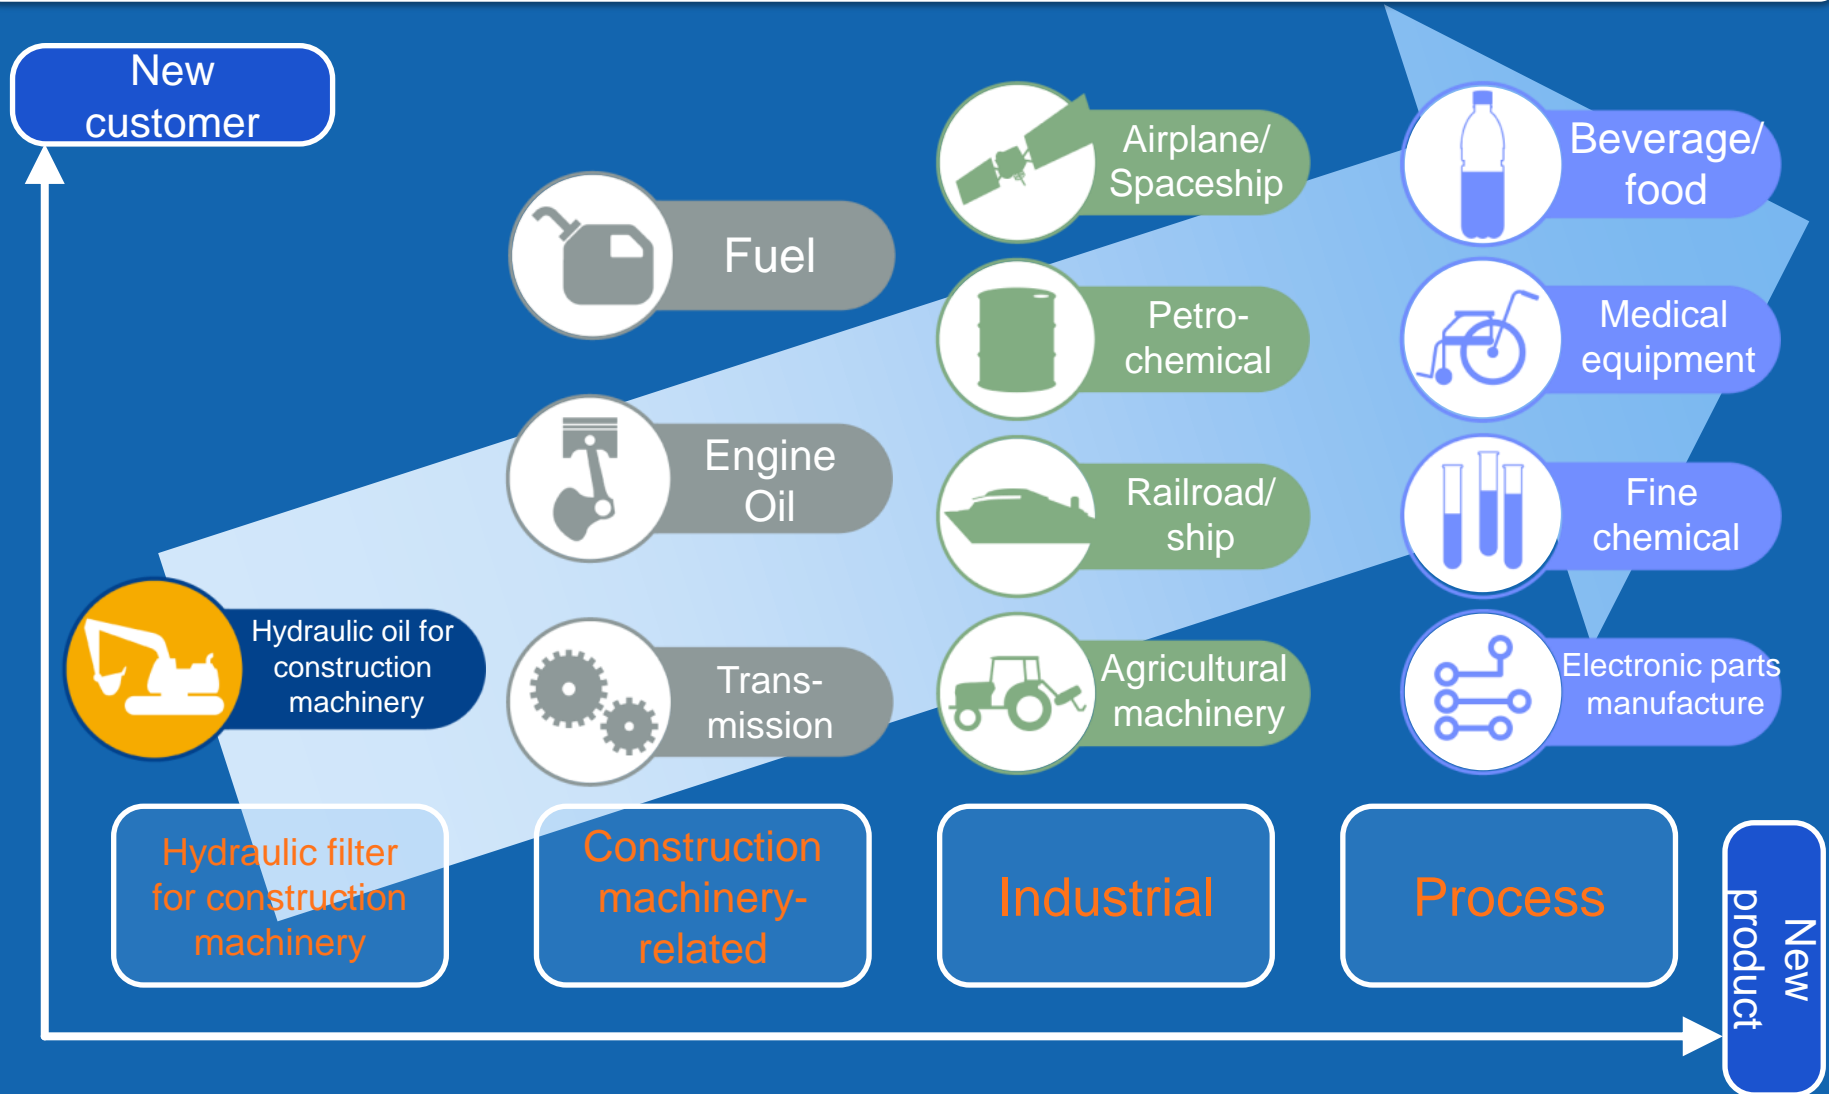 New
customer
Fuel
Engine
Oil
Trans-
mission
Airplane/
Spaceship
Petro-
chemical
Railroad/
ship
Agricultural
machinery
Beverage/
food
Medical
equipment
Fine
chemical
Electronic parts
manufacture
Hydraulic oil for
construction
machinery
Hydraulic filter
for construction
machinery
Construction
machinery-
related
Industrial
Process
New
product